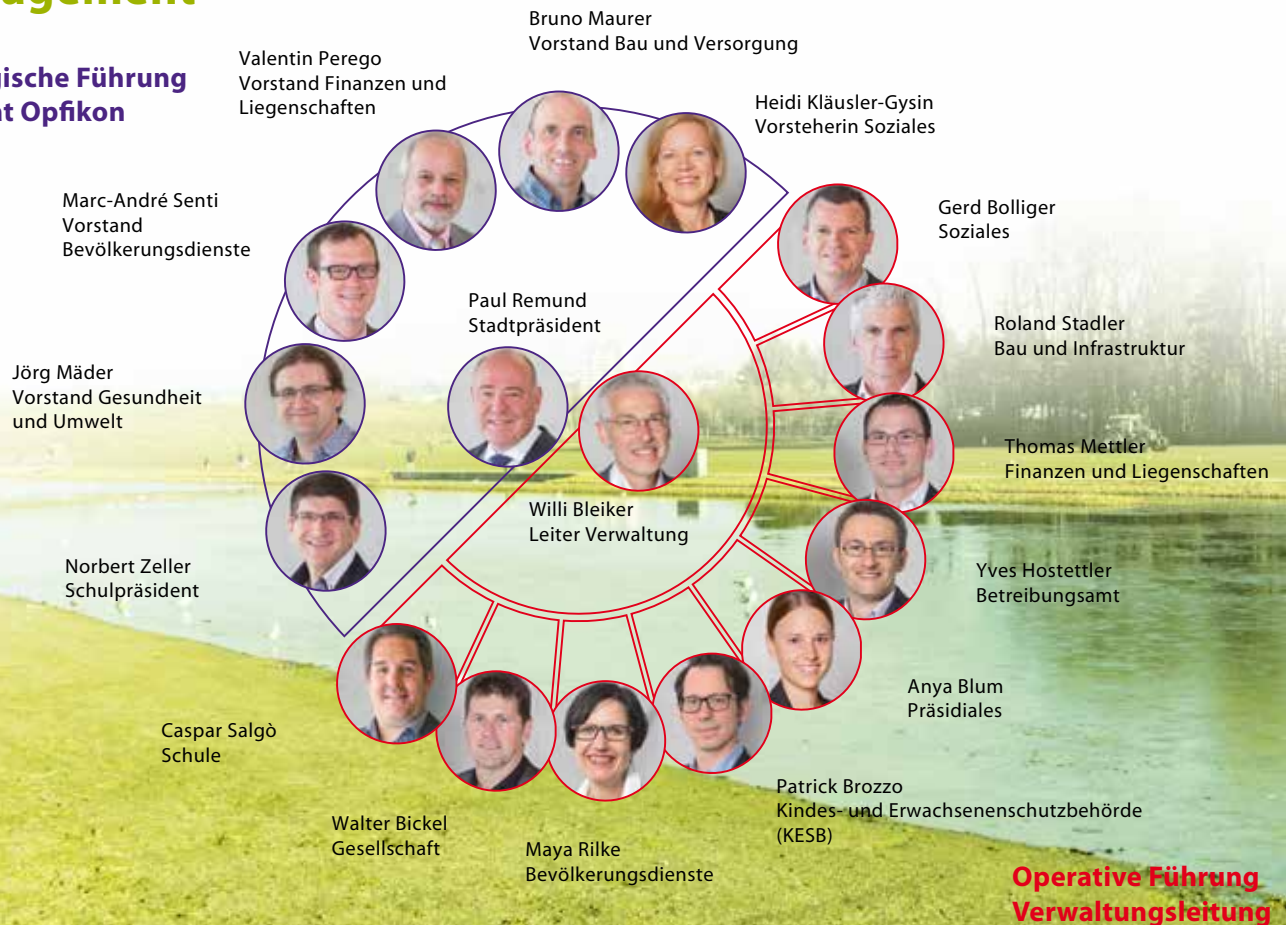 Bruno Maurer
Vorstand Bau und Versorgung
Valentin Perego
Vorstand Finanzen und
Liegenschaften
Führung
Opfikon
Heidi Kläusler-Gysin
Vorsteherin Soziales
Marc-André Senti
Vorstand
Bevölkerungsdienste
Gerd Bolliger
Soziales
Paul Remund
Stadtpräsident
Roland Stadler
Bau und Infrastruktur
Jörg Mäder
Vorstand Gesundheit
und Umwelt
Thomas Mettler
Finanzen und Liegenschaften
Willi Bleiker
Leiter Verwaltung
Norbert Zeller
Schulpräsident
Yves Hostettler
Betreibungsamt
Anya Blum
Präsidiales
Caspar Salgò
Schule
Patrick Brozzo
Kindes- und Erwachsenenschutzbehörde
(KESB)
Walter Bickel
Gesellschaft
Maya Rilke
Bevölkerungsdienste
Operative Führung
Verwaltungsleitung